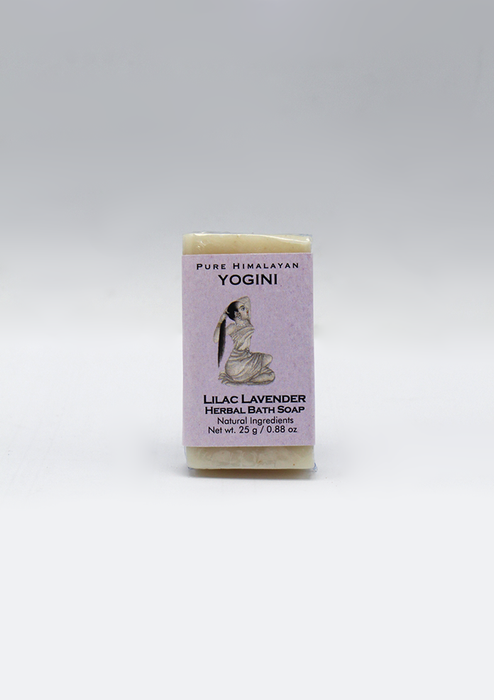 PURE HIMALAYAN
YOGINI
LILAC LAVENDER
HERBAL BATH SOAP
Natural Ingredients
Net wt. 25 g / 0.88 oz